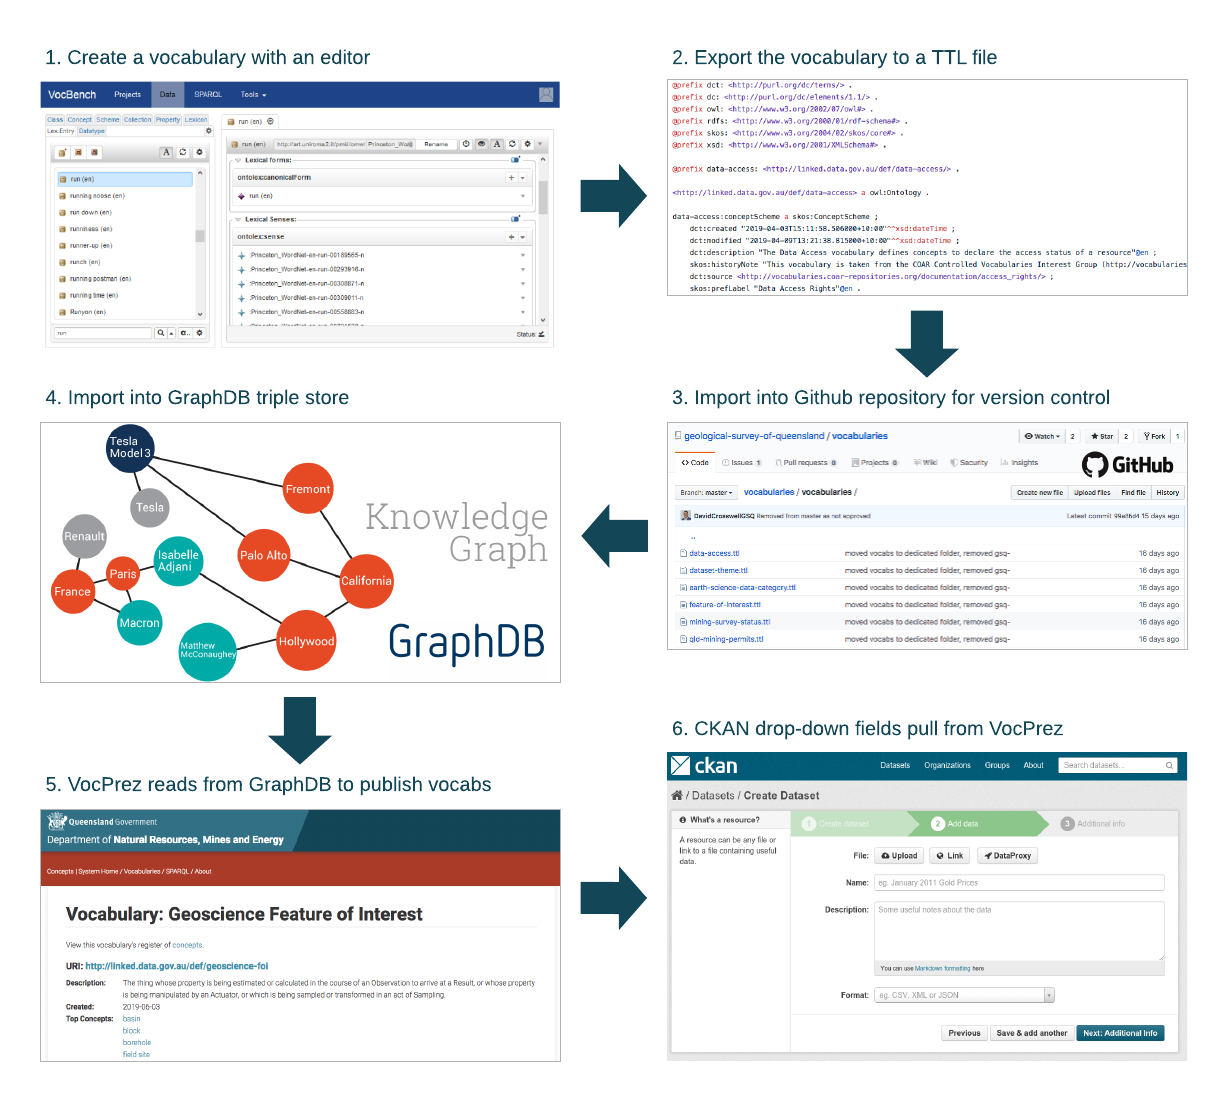 1. Create a vocabulary with an editor
VocBench Projects Data SPARQL Tools
Class Concept Scheme Collection Property Lexicon
Lex.Entry Datatype
run (en)
running noose (en)
run down (en)
runniness (en)
runner-up (en)
runch (en)
running postman (en)
running time (en)
Runyon (en)
run
run (en)
run (en) Rename
Lexical forms:
ontolex:canonicalForm
run (en)
Lexical Senses:
ontolex:sense
:Princeton_WordNet-en-run-00189565-n
:Princeton_WordNet-en-run-00293916-n
:Princeton_WordNet-en-run-00308871-n
:Princeton_WordNet-en-run-00309011-n
:Princeton_WordNet-en-run-00558883-n
Status:
2. Export the vocabulary to a TTL file
@prefix dct: <http://purl.org/dc/terms/> .
@prefix dc: <http://purl.org/dc/elements/1.1/> .
@prefix owl: <http://www.w3.org/2002/07/owl#> .
@prefix rdfs: <http://www.w3.org/2000/01/rdf-schema#> .
@prefix skos: <http://www.w3.org/2004/02/skos/core#> .
@prefix xsd: <http://www.w3.org/2001/XMLSchema#> .
@prefix data-access: <http://linked.data.gov.au/def/data-access/> .
<http://linked.data.gov.au/def/data-access> a owl:Ontology .
data-access:conceptScheme a skos:ConceptScheme ;
dct:created "2019-04-03T15:11:58.506000+10:00"^^xsd:dateTime ;
dct:modified "2019-04-09T13:21:38.815000+10:00"^^xsd:dateTime ;
dct:description "The Data Access vocabulary defines concepts to declare the access status of a resource"@en ;
skos:historyNote "This vocabulary is taken from the COAR Controlled Vocabularies Interest Group (http://vocabularies
dct:source <http://vocabularies.coar-repositories.org/documentation/access_rights/> ;
skos:prefLabel "Data Access Rights"@en .
3. Import into Github repository for version control
geological-survey-of-queensland / vocabularies Watch 2 Star 2 Fork 1
Code Issues 1 Pull requests 0 Projects 0 Wiki Security Insights GitHub
Branch: master vocabularies / vocabularies / Create new file Upload files Find file History
DavidCrosswellGSQ Removed from master as not approved Latest commit 99a86d4 15 days ago
..
data-access.ttl moved vocabs to dedicated folder, removed gsq- 16 days ago
dataset-theme.ttl moved vocabs to dedicated folder, removed gsq- 16 days ago
earth-science-data-category.ttl moved vocabs to dedicated folder, removed gsq- 16 days ago
feature-of-interest.ttl moved vocabs to dedicated folder, removed gsq- 16 days ago
mining-survey-status.ttl moved vocabs to dedicated folder, removed gsq- 16 days ago
qld-mining-permits.ttl moved vocabs to dedicated folder, removed gsq- 16 days ago
4. Import into GraphDB triple store
Tesla
Model 3
Tesla
Fremont
Renault
Isabelle
Adjani
Palo Alto
Paris
France
California
Macron
Hollywood
Matthew
McConaughey
Knowledge
Graph
GraphDB
5. VocPrez reads from GraphDB to publish vocabs
Queensland Government
Department of Natural Resources, Mines and Energy
Concepts | System Home / Vocabularies / SPARQL / About
Vocabulary: Geoscience Feature of Interest
View this vocabulary's register of concepts.
URI: http://linked.data.gov.au/def/geoscience-foi
Description: The thing whose property is being estimated or calculated in the course of an Observation to arrive at a Result, or whose property
is being manipulated by an Actuator, or which is being sampled or transformed in an act of Sampling.
Created: 2019-06-03
Top Concepts: basin
block
borehole
field site
6. CKAN drop-down fields pull from VocPrez
ckan Datasets Organizations Groups About Search datasets...
/ Datasets / Create Dataset
What's a resource?
A resource can be any file or
link to a file containing useful
data.
1 Create dataset 2 Add data 3 Additional info
File: Upload Link DataProxy
Name: eg. January 2011 Gold Prices
Description: Some useful notes about the data
You can use Markdown formatting here
Format: eg. CSV, XML or JSON
Previous Save & add another Next: Additional Info